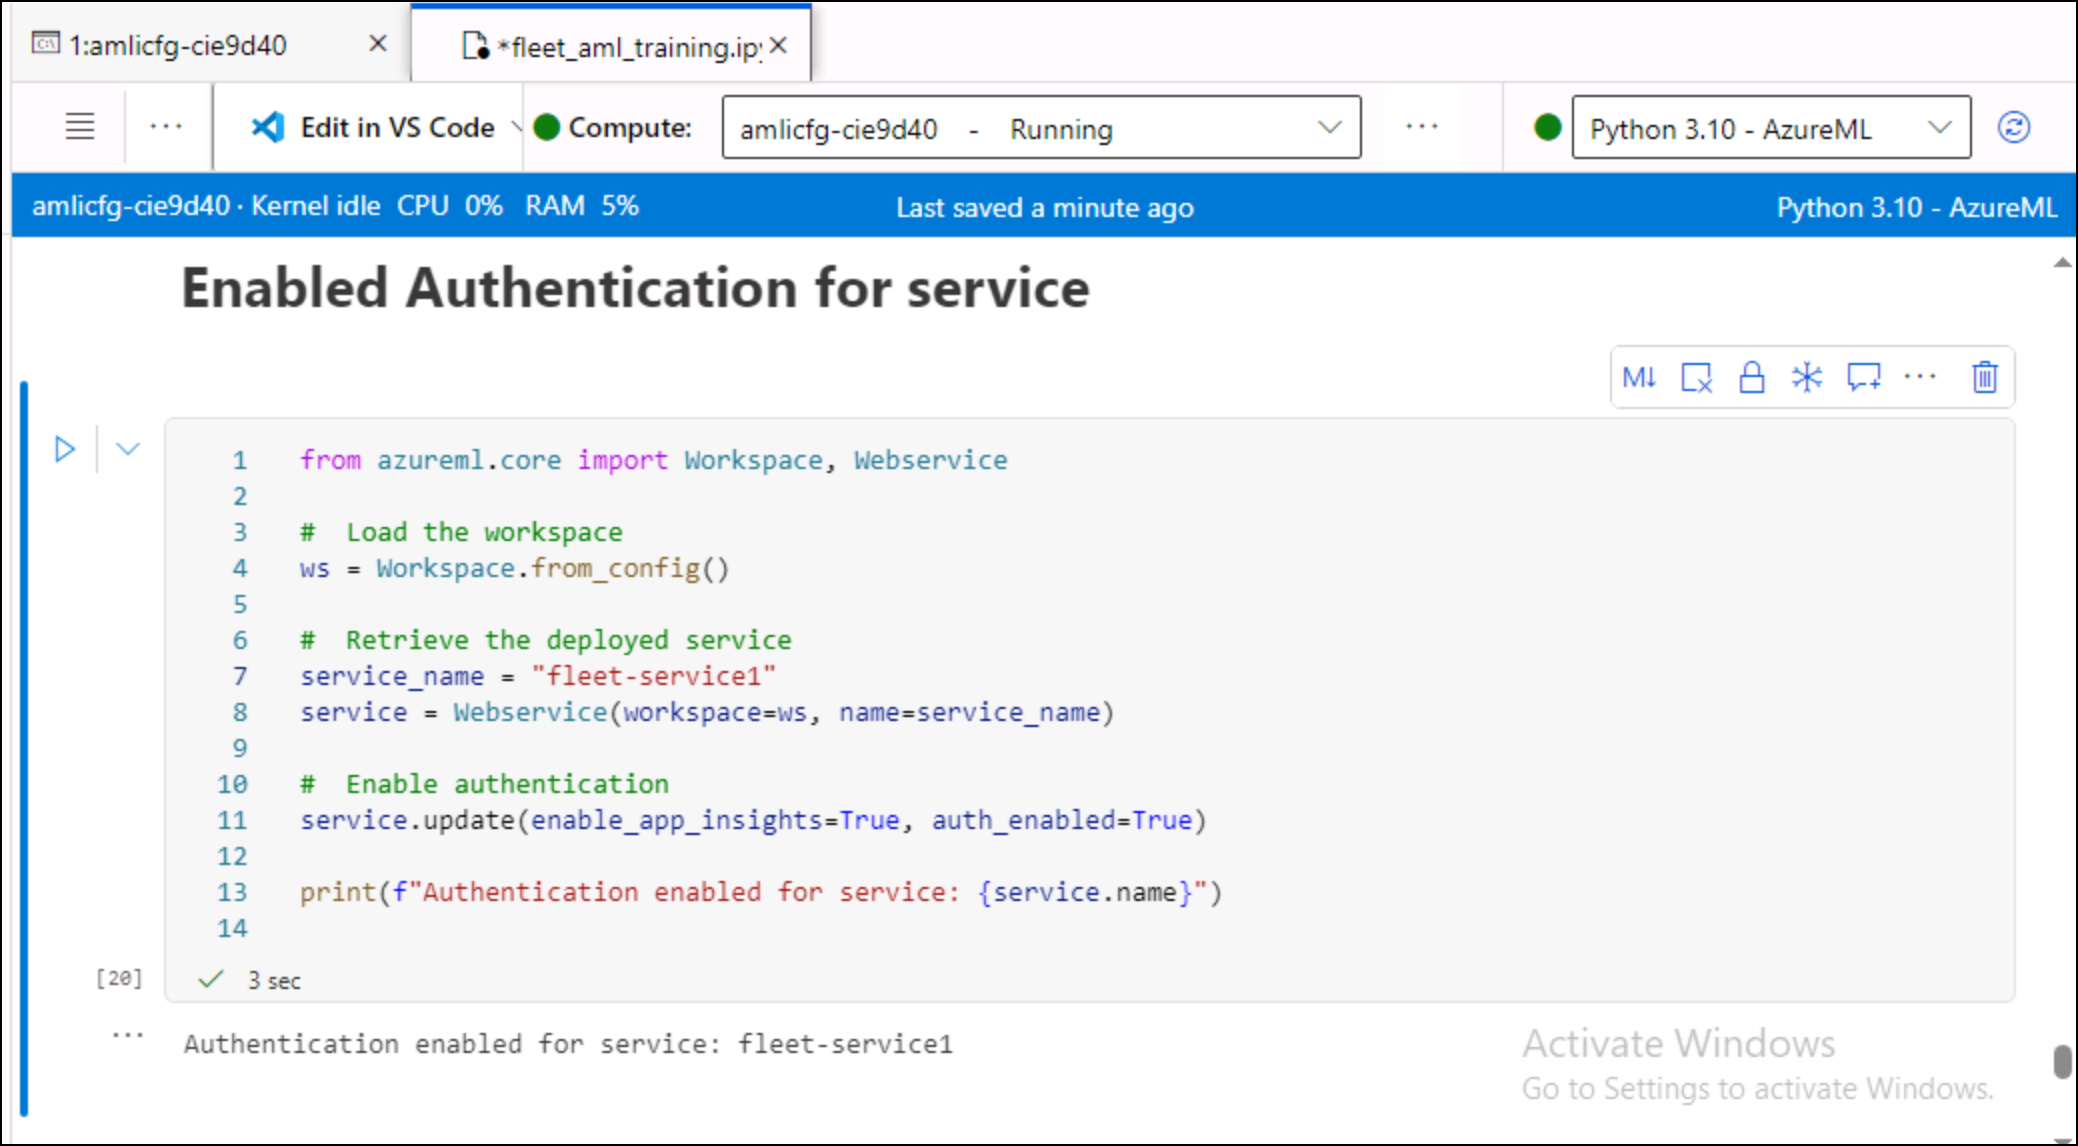 1:amlicfg-cie9d40
*fleet_aml_training.ipy
Edit in VS Code
Compute:
amlicfg-cie9d40 - Running
Python 3.10 - AzureML
amlicfg-cie9d40 · Kernel idle CPU 0% RAM 5%
Last saved a minute ago
Python 3.10 - AzureML
Enabled Authentication for service
M↓
1 from azureml.core import Workspace, Webservice
2
3 # Load the workspace
4 ws = Workspace.from_config()
5
6 # Retrieve the deployed service
7 service_name = "fleet-service1"
8 service = Webservice(workspace=ws, name=service_name)
9
10 # Enable authentication
11 service.update(enable_app_insights=True, auth_enabled=True)
12
13 print(f"Authentication enabled for service: {service.name}")
14
[20]
3 sec
Authentication enabled for service: fleet-service1
Activate Windows
Go to Settings to activate Windows.